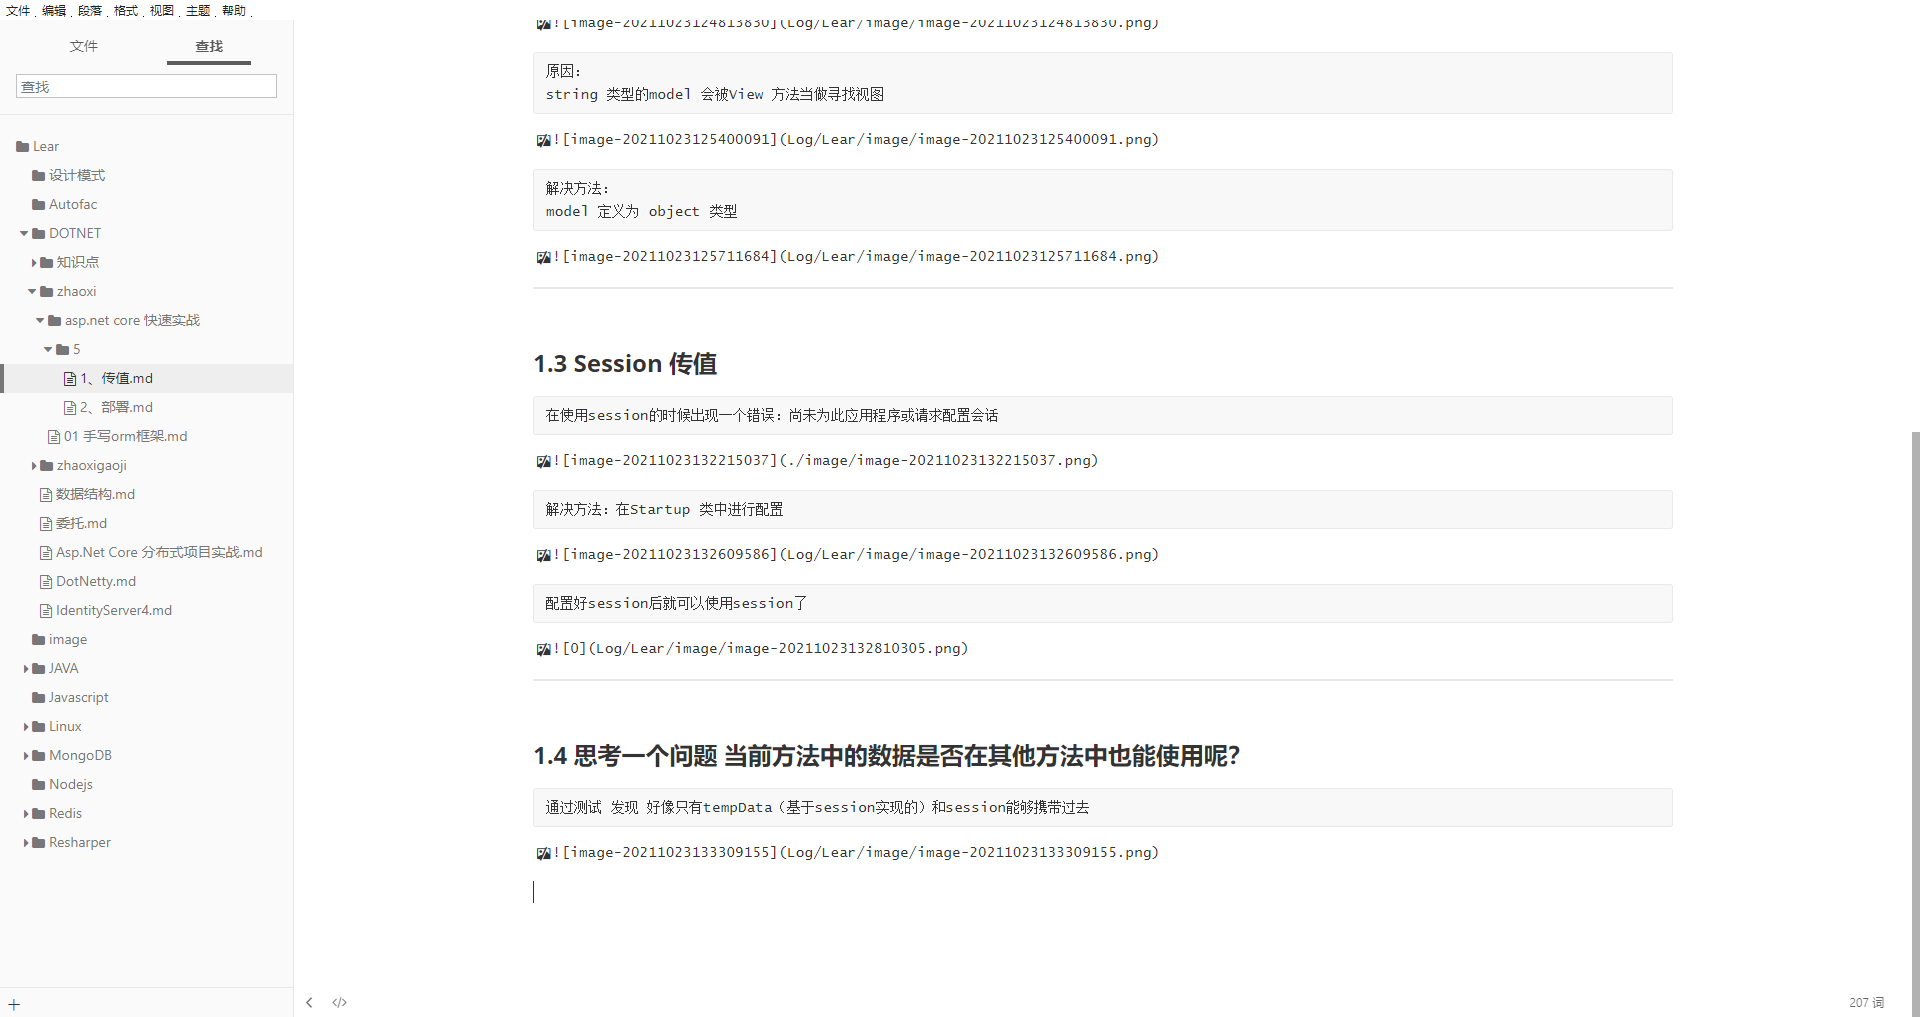 文件 编辑 段落 格式 视图 主题 帮助
文件 查找
查找
Lear
设计模式
Autofac
DOTNET
知识点
zhaoxi
asp.net core 快速实战
5
1、传值.md
2、部署.md
01 手写orm框架.md
zhaoxigaoji
数据结构.md
委托.md
Asp.Net Core 分布式项目实战.md
DotNetty.md
IdentityServer4.md
image
JAVA
Javascript
Linux
MongoDB
Nodejs
Redis
Resharper
![image-20211023124813830](Log/Lear/image/image-20211023124813830.png)
原因：
string 类型的model 会被View 方法当做寻找视图
![image-20211023125400091](Log/Lear/image/image-20211023125400091.png)
解决方法：
model 定义为 object 类型
![image-20211023125711684](Log/Lear/image/image-20211023125711684.png)
1.3 Session 传值
在使用session的时候出现一个错误：尚未为此应用程序或请求配置会话
![image-20211023132215037](./image/image-20211023132215037.png)
解决方法：在Startup 类中进行配置
![image-20211023132609586](Log/Lear/image/image-20211023132609586.png)
配置好session后就可以使用session了
![0](Log/Lear/image/image-20211023132810305.png)
1.4 思考一个问题 当前方法中的数据是否在其他方法中也能使用呢？
通过测试 发现 好像只有tempData（基于session实现的）和session能够携带过去
![image-20211023133309155](Log/Lear/image/image-20211023133309155.png)
207 词